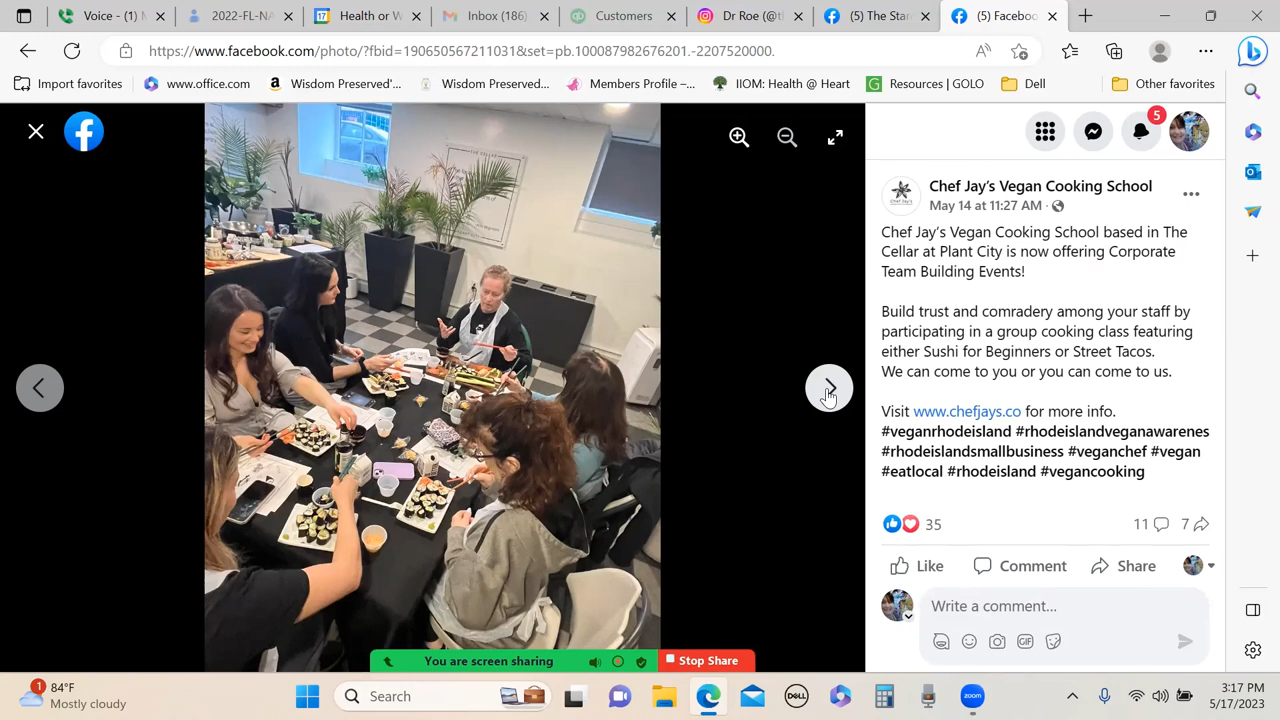 Voice - (
2022-FL-NA
17
Health or W
Inbox (186)
Customers
Dr Roe (@t
(5) The Star
(5) Facebo
https://www.facebook.com/photo/?fbid=190650567211031&set=pb.100087982676201.-2207520000.
Import favorites
www.office.com
Wisdom Preserved'...
Wisdom Preserved...
Members Profile –...
IIOM: Health @ Heart
Resources | GOLO
Dell
Other favorites
5
Chef Jay's Vegan Cooking School
May 14 at 11:27 AM ·
Chef Jay's Vegan Cooking School based in The
Cellar at Plant City is now offering Corporate
Team Building Events!
Build trust and comradery among your staff by
participating in a group cooking class featuring
either Sushi for Beginners or Street Tacos.
We can come to you or you can come to us.
Visit www.chefjays.co for more info.
#veganrhodeisland #rhodeislandveganawarenes
#rhodeislandsmallbusiness #veganchef #vegan
#eatlocal #rhodeisland #vegancooking
35
11
7
Like
Comment
Share
Write a comment...
GIF
You are screen sharing
Stop Share
1
84°F
Mostly cloudy
Search
DELL
zoom
3:17 PM
5/17/2023